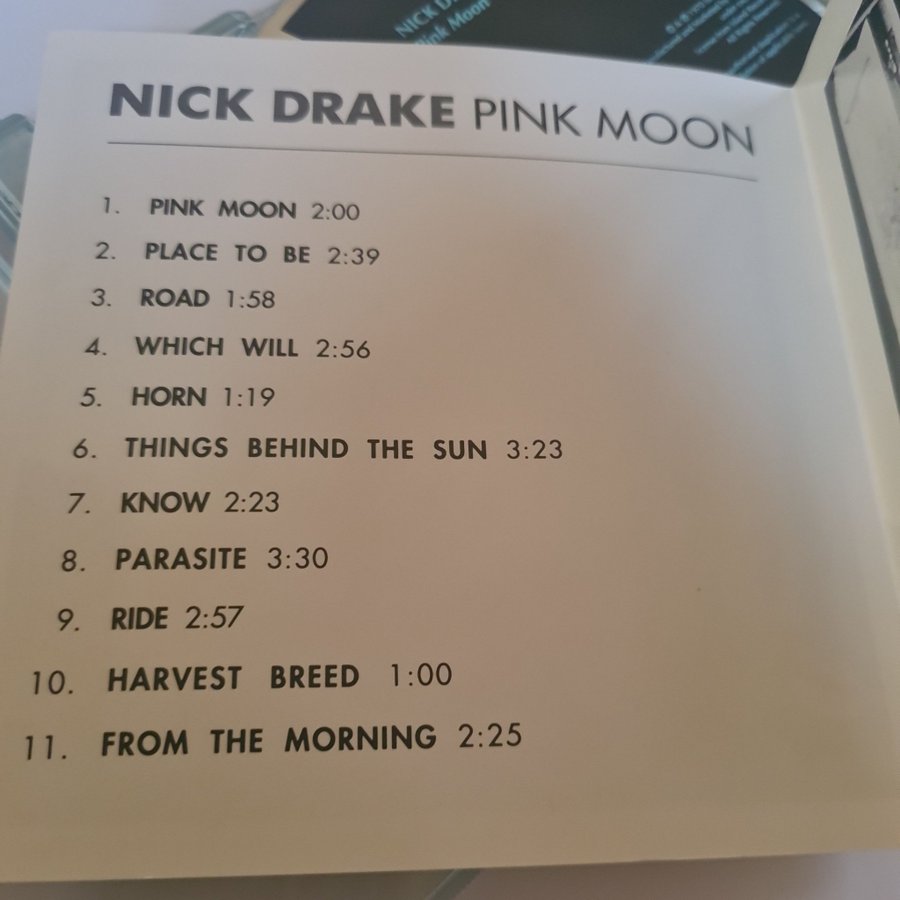 NICK
Pink Moon
NICK DRAKE PINK MOON
1. PINK MOON 2:00
2. PLACE TO BE 2:39
3. ROAD 1:58
4. WHICH WILL 2:56
5. HORN 1:19
6. THINGS BEHIND THE SUN 3:23
7. KNOW 2:23
8. PARASITE 3:30
9. RIDE 2:57
10. HARVEST BREED 1:00
11. FROM THE MORNING 2:25